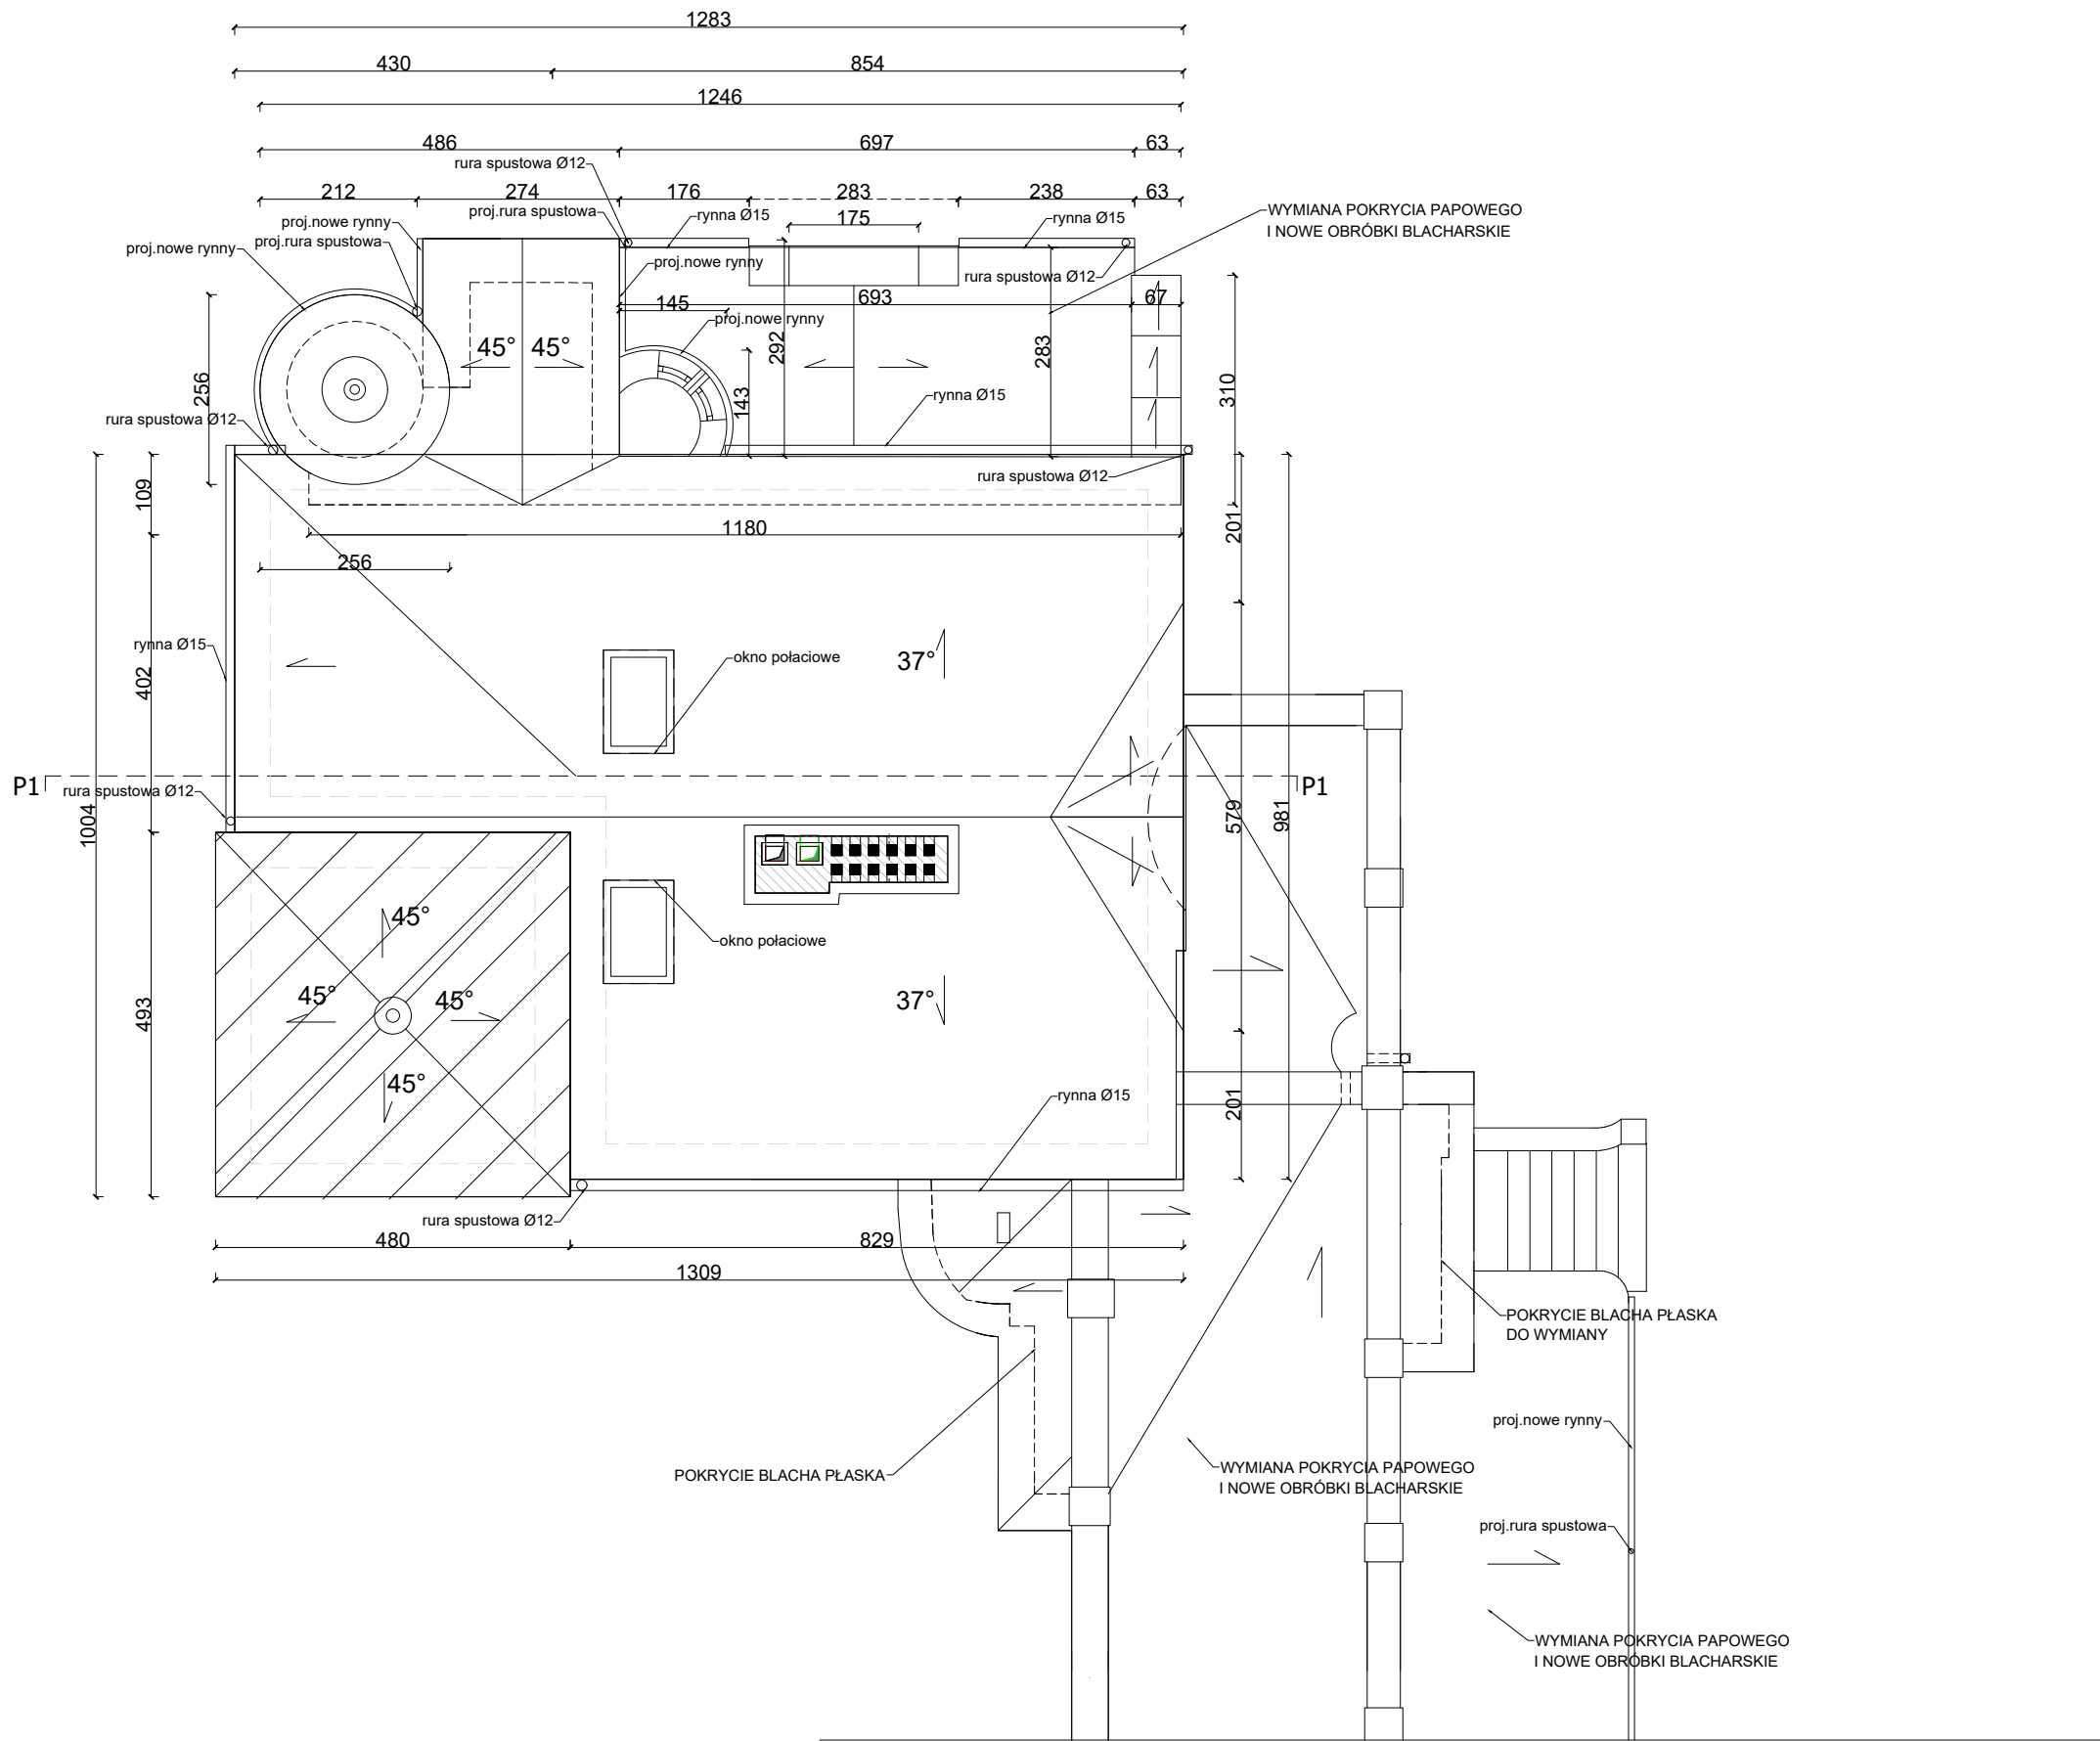 1283
430
854
1246
486
697
63
rura spustowa Ø12
212
274
176
283
238
63
proj.rura spustowa
rynna Ø15
175
rynna Ø15
WYMIANA POKRYCIA PAPOWEGO
I NOWE OBRÓBKI BLACHARSKIE
proj.nowe rynny
proj.rura spustowa
proj.nowe rynny
proj.nowe rynny
rura spustowa Ø12
693
67
145
proj.nowe rynny
292
283
45°
45°
256
143
310
rynna Ø15
rura spustowa Ø12
rura spustowa Ø12
109
201
1180
256
rynna Ø15
402
okno połaciowe
37°
P1
P1
rura spustowa Ø12
1004
579
981
45°
okno połaciowe
45°
45°
37°
493
45°
rynna Ø15
201
rura spustowa Ø12
480
829
1309
POKRYCIE BLACHA PŁASKA
DO WYMIANY
proj.nowe rynny
POKRYCIE BLACHA PŁASKA
WYMIANA POKRYCIA PAPOWEGO
I NOWE OBRÓBKI BLACHARSKIE
proj.rura spustowa
WYMIANA POKRYCIA PAPOWEGO
I NOWE OBRÓBKI BLACHARSKIE